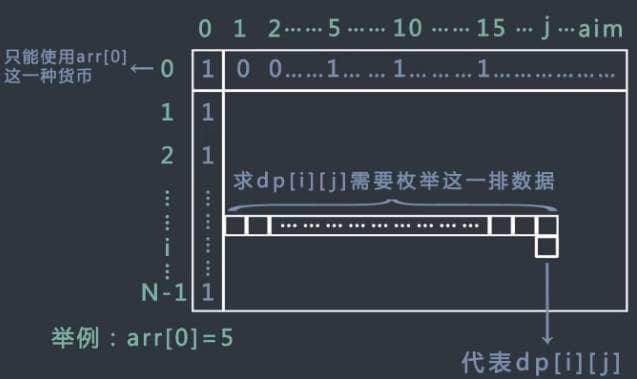 0 1 2……5……10……15…j…aim
只能使用arr[0]
这一种货币
0 1 0 0……1……1……1……………
1 1
2 1
求dp[i][j]需要枚举这一排数据
⋮ ⋮
………………………
i ⋮
⋮ ⋮
N-1 1
举例：arr[0]=5
代表dp[i][j]